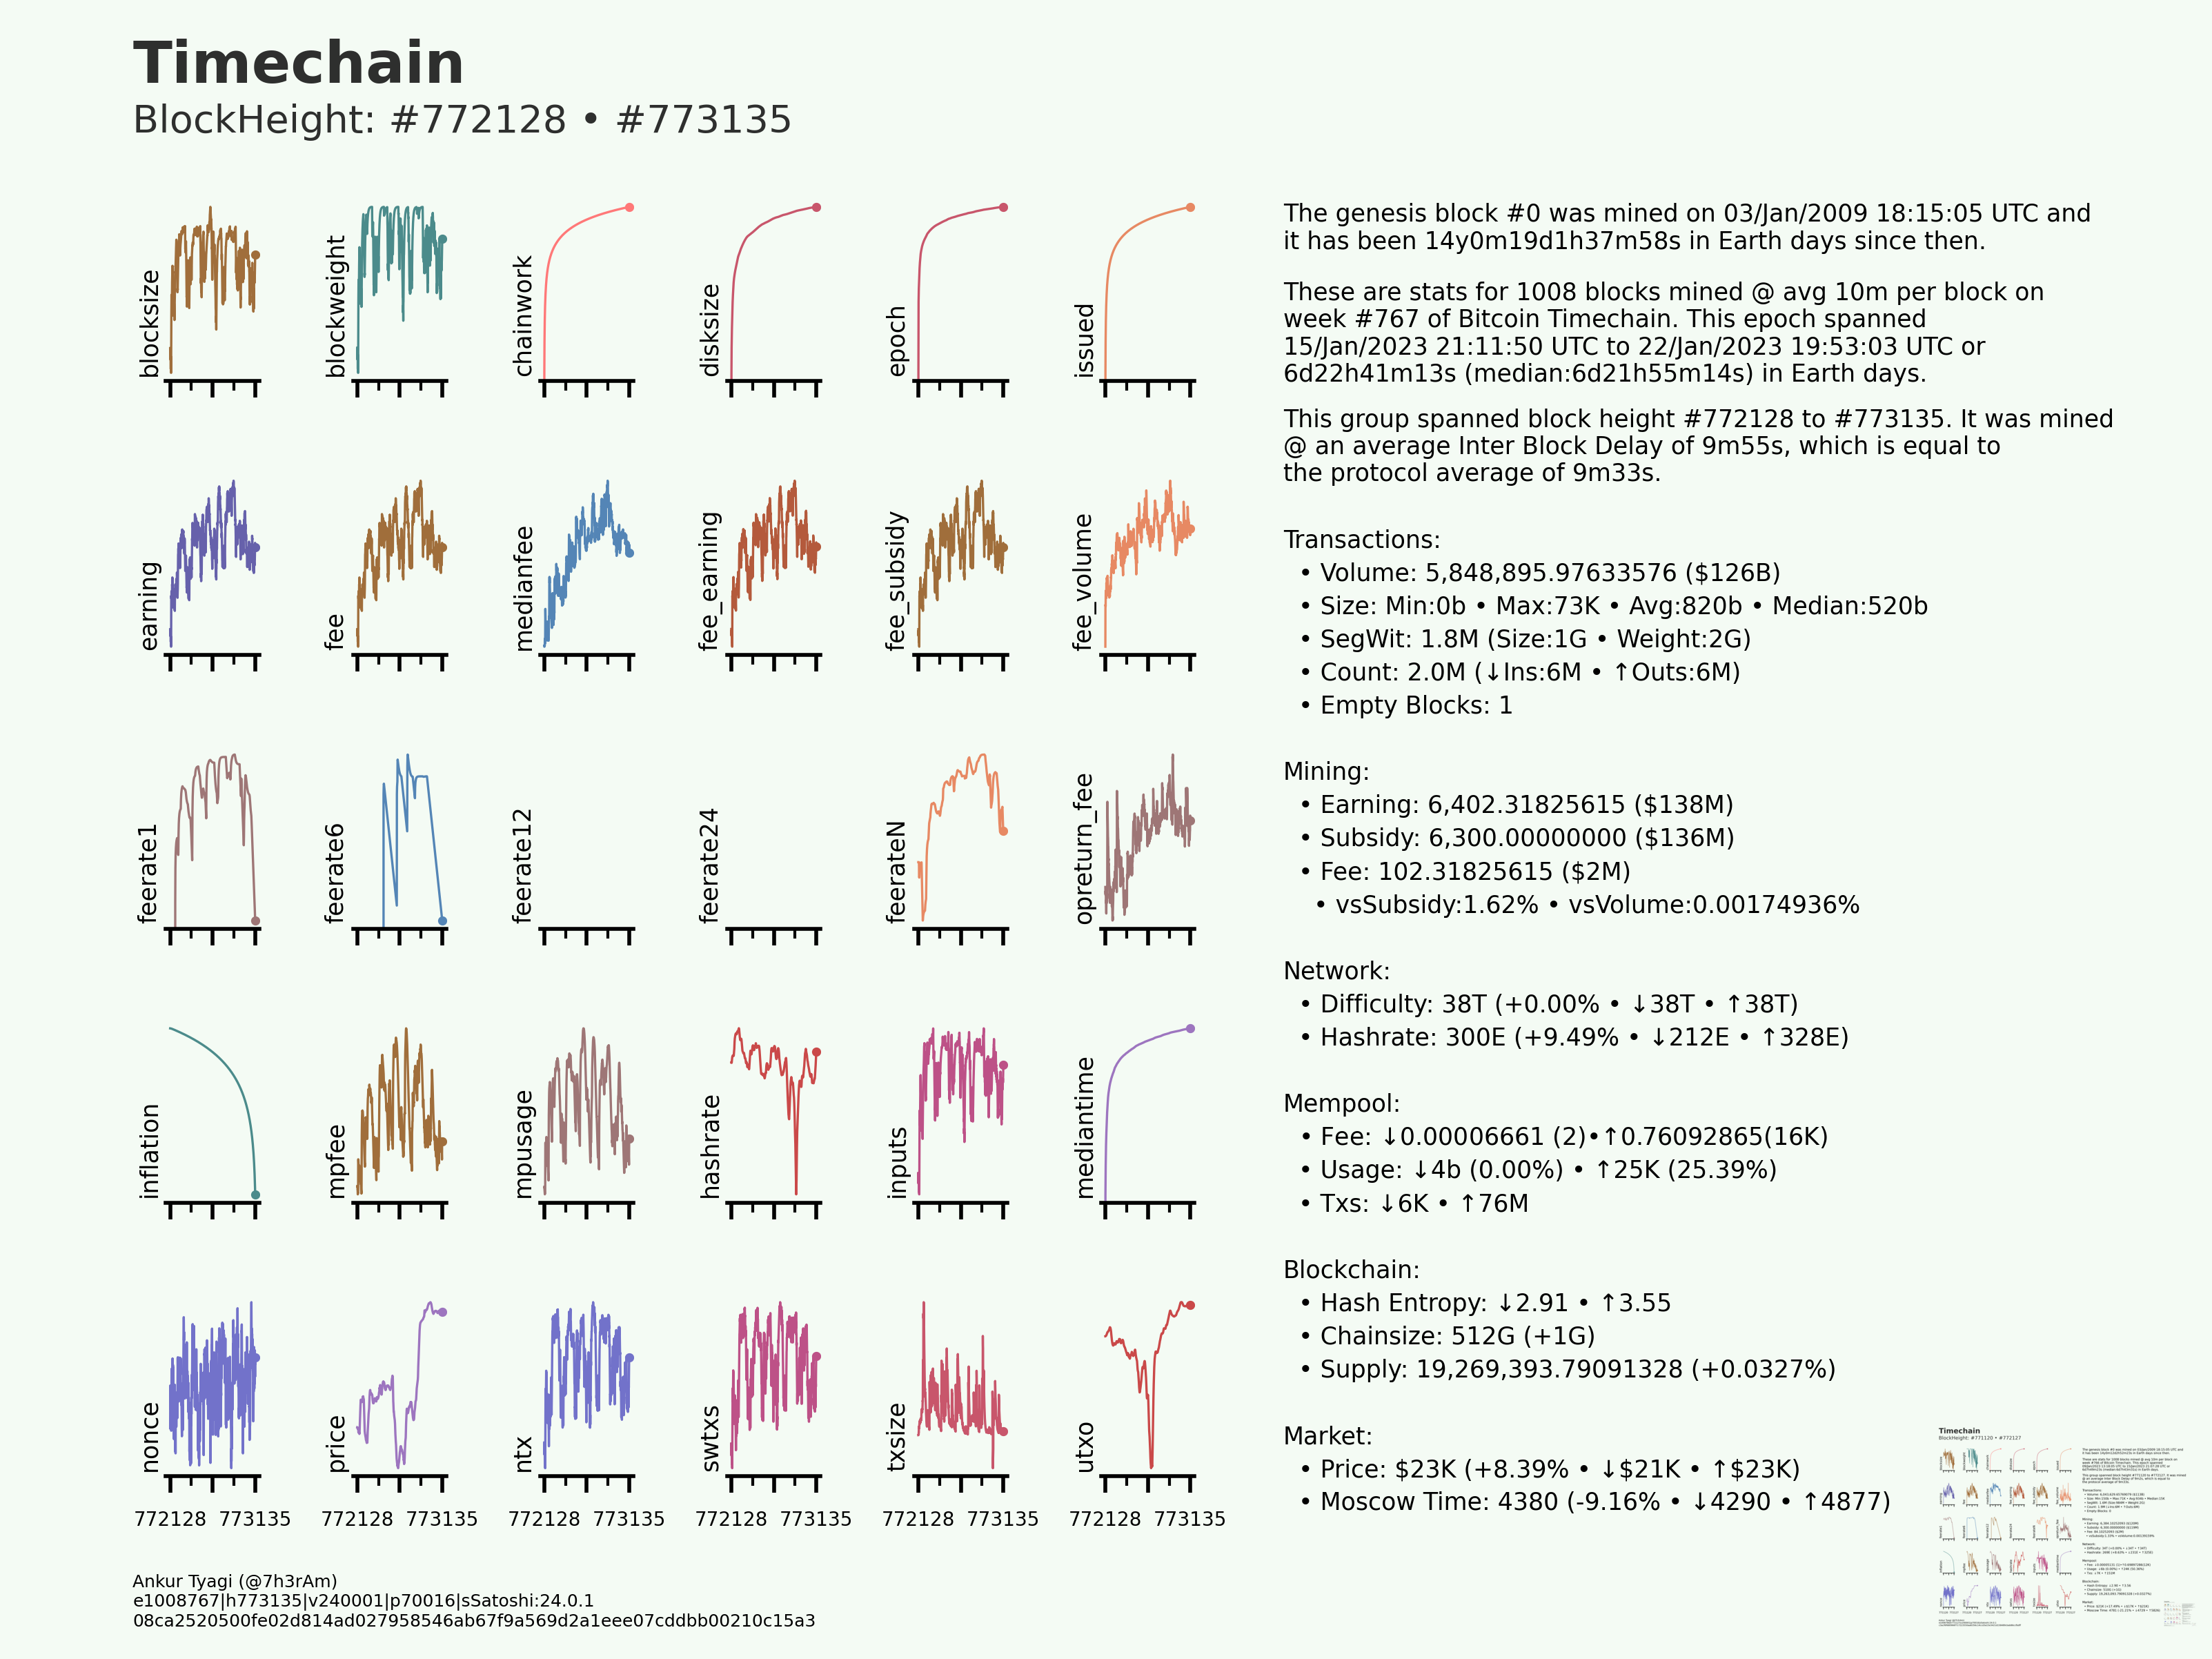 Timechain
BlockHeight: #772128 • #773135
blocksize
blockweight
chainwork
disksize
epoch
issued
earning
fee
medianfee
fee_earning
fee_subsidy
fee_volume
feerate1
feerate6
feerate12
feerate24
feerateN
opreturn_fee
inflation
mpfee
mpusage
hashrate
inputs
mediantime
nonce
price
ntx
swtxs
txsize
utxo
772128 773135 772128 773135 772128 773135 772128 773135 772128 773135 772128 773135
The genesis block #0 was mined on 03/Jan/2009 18:15:05 UTC and
it has been 14y0m19d1h37m58s in Earth days since then.
These are stats for 1008 blocks mined @ avg 10m per block on
week #767 of Bitcoin Timechain. This epoch spanned
15/Jan/2023 21:11:50 UTC to 22/Jan/2023 19:53:03 UTC or
6d22h41m13s (median:6d21h55m14s) in Earth days.
This group spanned block height #772128 to #773135. It was mined
@ an average Inter Block Delay of 9m55s, which is equal to
the protocol average of 9m33s.
Transactions:
• Volume: 5,848,895.97633576 ($126B)
• Size: Min:0b • Max:73K • Avg:820b • Median:520b
• SegWit: 1.8M (Size:1G • Weight:2G)
• Count: 2.0M (↓Ins:6M • ↑Outs:6M)
• Empty Blocks: 1
Mining:
• Earning: 6,402.31825615 ($138M)
• Subsidy: 6,300.00000000 ($136M)
• Fee: 102.31825615 ($2M)
• vsSubsidy:1.62% • vsVolume:0.00174936%
Network:
• Difficulty: 38T (+0.00% • ↓38T • ↑38T)
• Hashrate: 300E (+9.49% • ↓212E • ↑328E)
Mempool:
• Fee: ↓0.00006661 (2)•↑0.76092865(16K)
• Usage: ↓4b (0.00%) • ↑25K (25.39%)
• Txs: ↓6K • ↑76M
Blockchain:
• Hash Entropy: ↓2.91 • ↑3.55
• Chainsize: 512G (+1G)
• Supply: 19,269,393.79091328 (+0.0327%)
Market:
• Price: $23K (+8.39% • ↓$21K • ↑$23K)
• Moscow Time: 4380 (-9.16% • ↓4290 • ↑4877)
Ankur Tyagi (@7h3rAm)
e1008767|h773135|v240001|p70016|sSatoshi:24.0.1
08ca2520500fe02d814ad027958546ab67f9a569d2a1eee07cddbb00210c15a3
Timechain
BlockHeight: #771120 • #772127